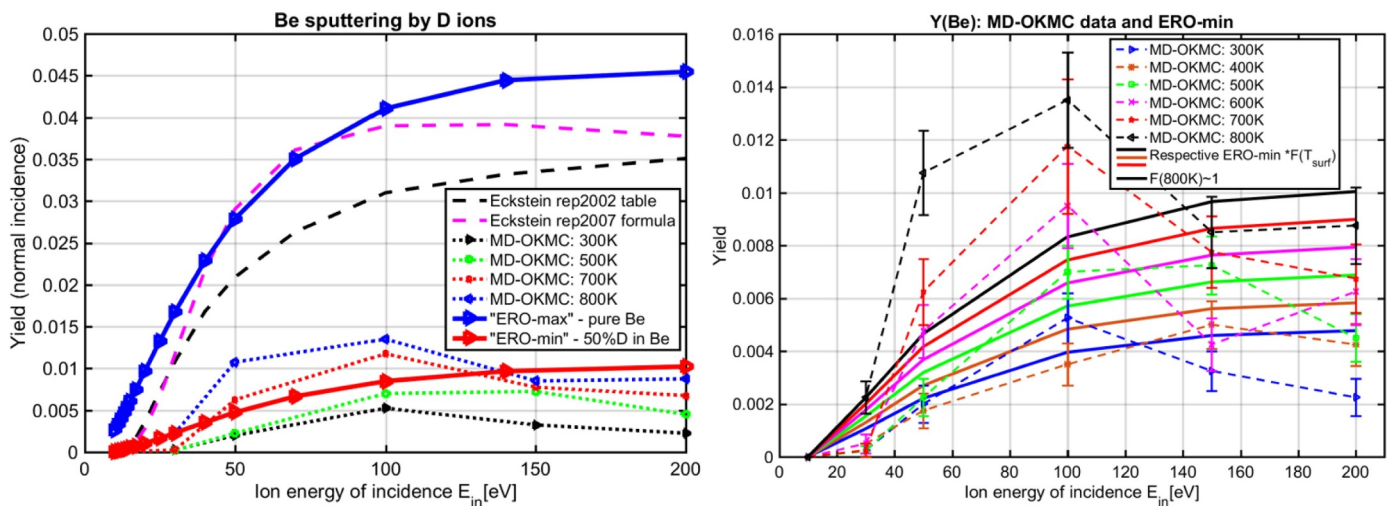 Be sputtering by D ions
Yield (normal incidence)
0.05
0.045
0.04
0.035
0.03
0.025
0.02
0.015
0.01
0.005
0
Eckstein rep2002 table
Eckstein rep2007 formula
MD-OKMC: 300K
MD-OKMC: 500K
MD-OKMC: 700K
MD-OKMC: 800K
"ERO-max" - pure Be
"ERO-min" - 50%D in Be
0 50 100 150 200
Ion energy of incidence E_in[eV]
Y(Be): MD-OKMC data and ERO-min
Yield
0.016
0.014
0.012
0.01
0.008
0.006
0.004
0.002
0
MD-OKMC: 300K
MD-OKMC: 400K
MD-OKMC: 500K
MD-OKMC: 600K
MD-OKMC: 700K
MD-OKMC: 800K
Respective ERO-min *F(T_surf)
F(800K)~1
0 20 40 60 80 100 120 140 160 180 200
Ion energy of incidence E_in[eV]